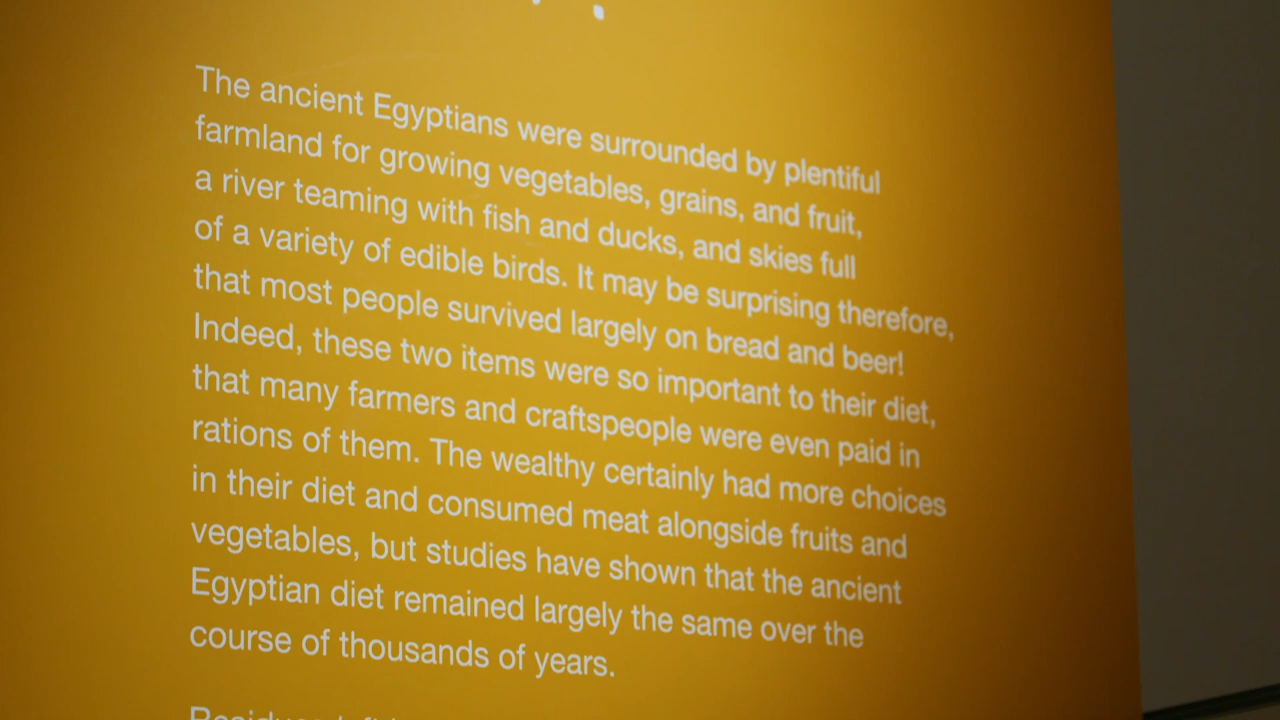 The ancient Egyptians were surrounded by plentiful
farmland for growing vegetables, grains, and fruit,
a river teaming with fish and ducks, and skies full
of a variety of edible birds. It may be surprising therefore,
that most people survived largely on bread and beer!
Indeed, these two items were so important to their diet,
that many farmers and craftspeople were even paid in
rations of them. The wealthy certainly had more choices
in their diet and consumed meat alongside fruits and
vegetables, but studies have shown that the ancient
Egyptian diet remained largely the same over the
course of thousands of years.